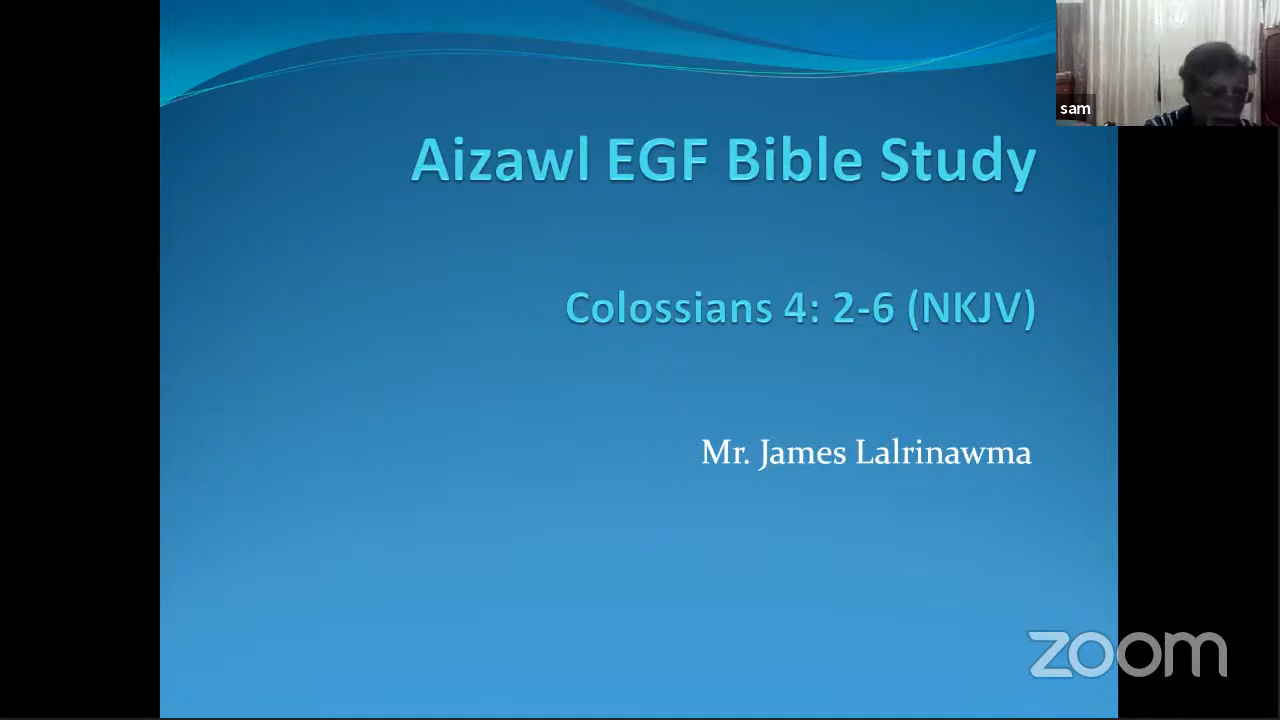 sam
Aizawl EGF Bible Study
Colossians 4: 2-6 (NKJV)
Mr. James Lalrinawma
zoom